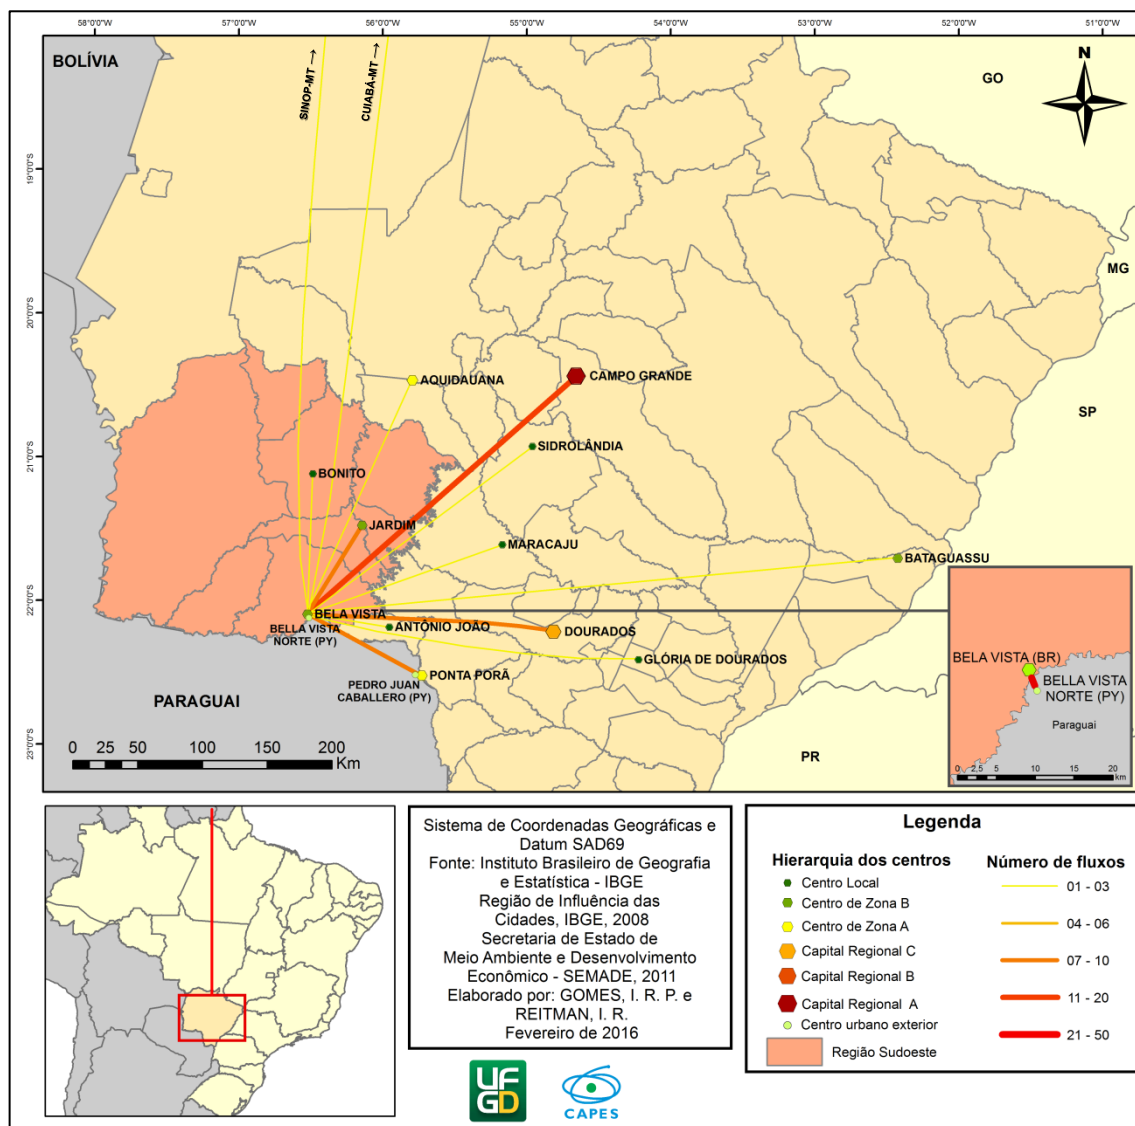 58°0'0"W
57°0'0"W
56°0'0"W
55°0'0"W
54°0'0"W
53°0'0"W
52°0'0"W
51°0'0"W
19°0'0"S
20°0'0"S
21°0'0"S
22°0'0"S
23°0'0"S
BOLÍVIA
SINOP-MT →
CUIABÁ-MT →
GO
N
MG
SP
AQUIDAUANA
CAMPO GRANDE
SIDROLÂNDIA
BONITO
JARDIM
MARACAJU
BATAGUASSU
BELA VISTA
BELLA VISTA
NORTE (PY)
ANTÔNIO JOÃO
DOURADOS
GLÓRIA DE DOURADOS
PONTA PORÃ
PEDRO JUAN
CABALLERO (PY)
PARAGUAI
PR
0 25 50 100 150 200
Km
BELA VISTA (BR)
BELLA VISTA
NORTE (PY)
Paraguai
0 2,5 5 10 15 20
km
Sistema de Coordenadas Geográficas e
Datum SAD69
Fonte: Instituto Brasileiro de Geografia
e Estatística - IBGE
Região de Influência das
Cidades, IBGE, 2008
Secretaria de Estado de
Meio Ambiente e Desenvolvimento
Econômico - SEMADE, 2011
Elaborado por: GOMES, I. R. P. e
REITMAN, I. R.
Fevereiro de 2016
UF
GD
CAPES
Legenda
Hierarquia dos centros
Centro Local
Centro de Zona B
Centro de Zona A
Capital Regional C
Capital Regional B
Capital Regional A
Centro urbano exterior
Região Sudoeste
Número de fluxos
01 - 03
04 - 06
07 - 10
11 - 20
21 - 50